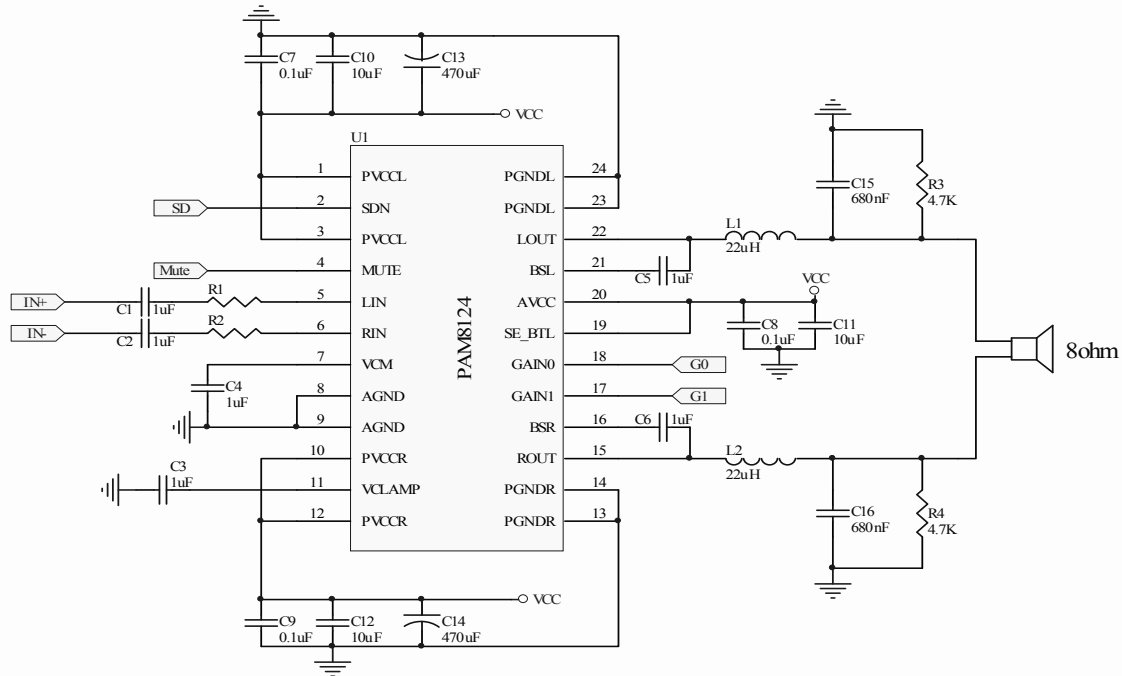 C7
0.1uF
C10
10uF
C13
470uF
VCC
U1
PAM8124
1 PVCCL
2 SDN
3 PVCCL
4 MUTE
5 LIN
6 RIN
7 VCM
8 AGND
9 AGND
10 PVCCR
11 VCLAMP
12 PVCCR
PGNDL 24
PGNDL 23
LOUT 22
BSL 21
AVCC 20
SE_BTL 19
GAIN0 18
GAIN1 17
BSR 16
ROUT 15
PGNDR 14
PGNDR 13
SD
Mute
IN+
C1
1uF
R1
IN-
C2
1uF
R2
C4
1uF
C3
1uF
C5
1uF
L1
22uH
C15
680nF
R3
4.7K
VCC
C8
0.1uF
C11
10uF
G0
G1
C6
1uF
L2
22uH
C16
680nF
R4
4.7K
8ohm
VCC
C9
0.1uF
C12
10uF
C14
470uF